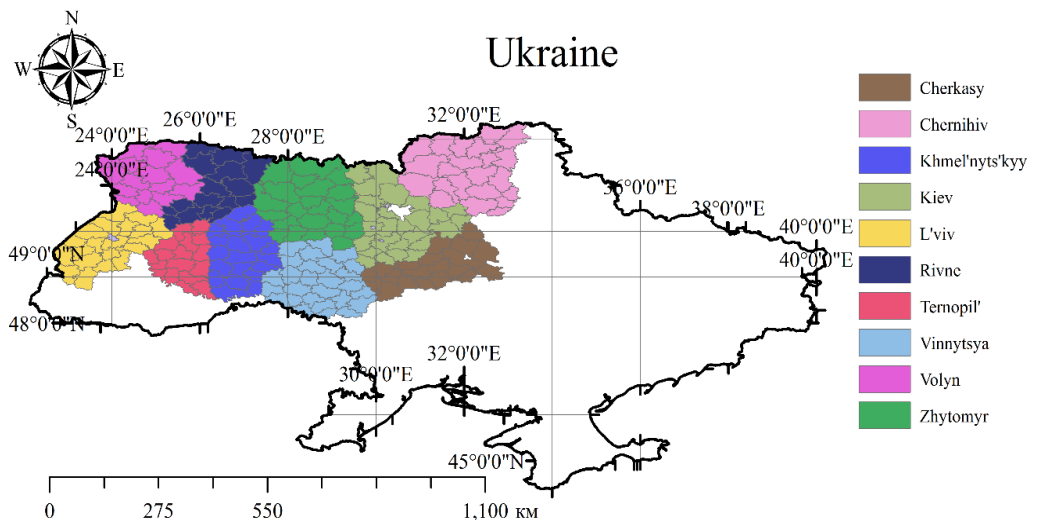 N
Ukraine
W
E
S
24°0'0"E
26°0'0"E
28°0'0"E
32°0'0"E
24°0'0"E
36°0'0"E
38°0'0"E
40°0'0"E
49°0'0"N
40°0'0"E
48°0'0"N
32°0'0"E
30°0'0"E
45°0'0"N
Cherkasy
Chernihiv
Khmel'nyts'kyy
Kiev
L'viv
Rivne
Ternopil'
Vinnytsya
Volyn
Zhytomyr
0 275 550 1,100 км